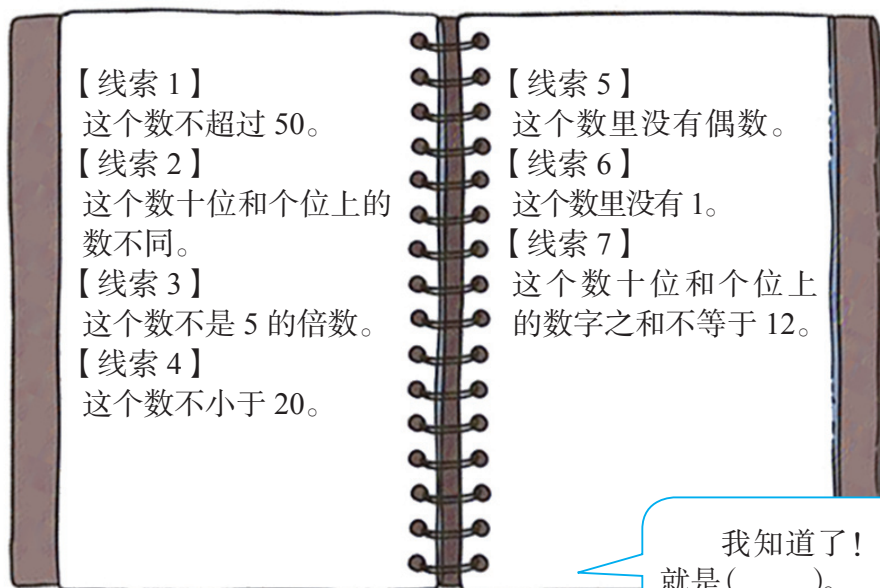 【线索 1】
这个数不超过 50。
【线索 2】
这个数十位和个位上的
数不同。
【线索 3】
这个数不是 5 的倍数。
【线索 4】
这个数不小于 20。
【线索 5】
这个数里没有偶数。
【线索 6】
这个数里没有 1。
【线索 7】
这个数十位和个位上
的数字之和不等于 12。
我知道了!
就是(　　)。